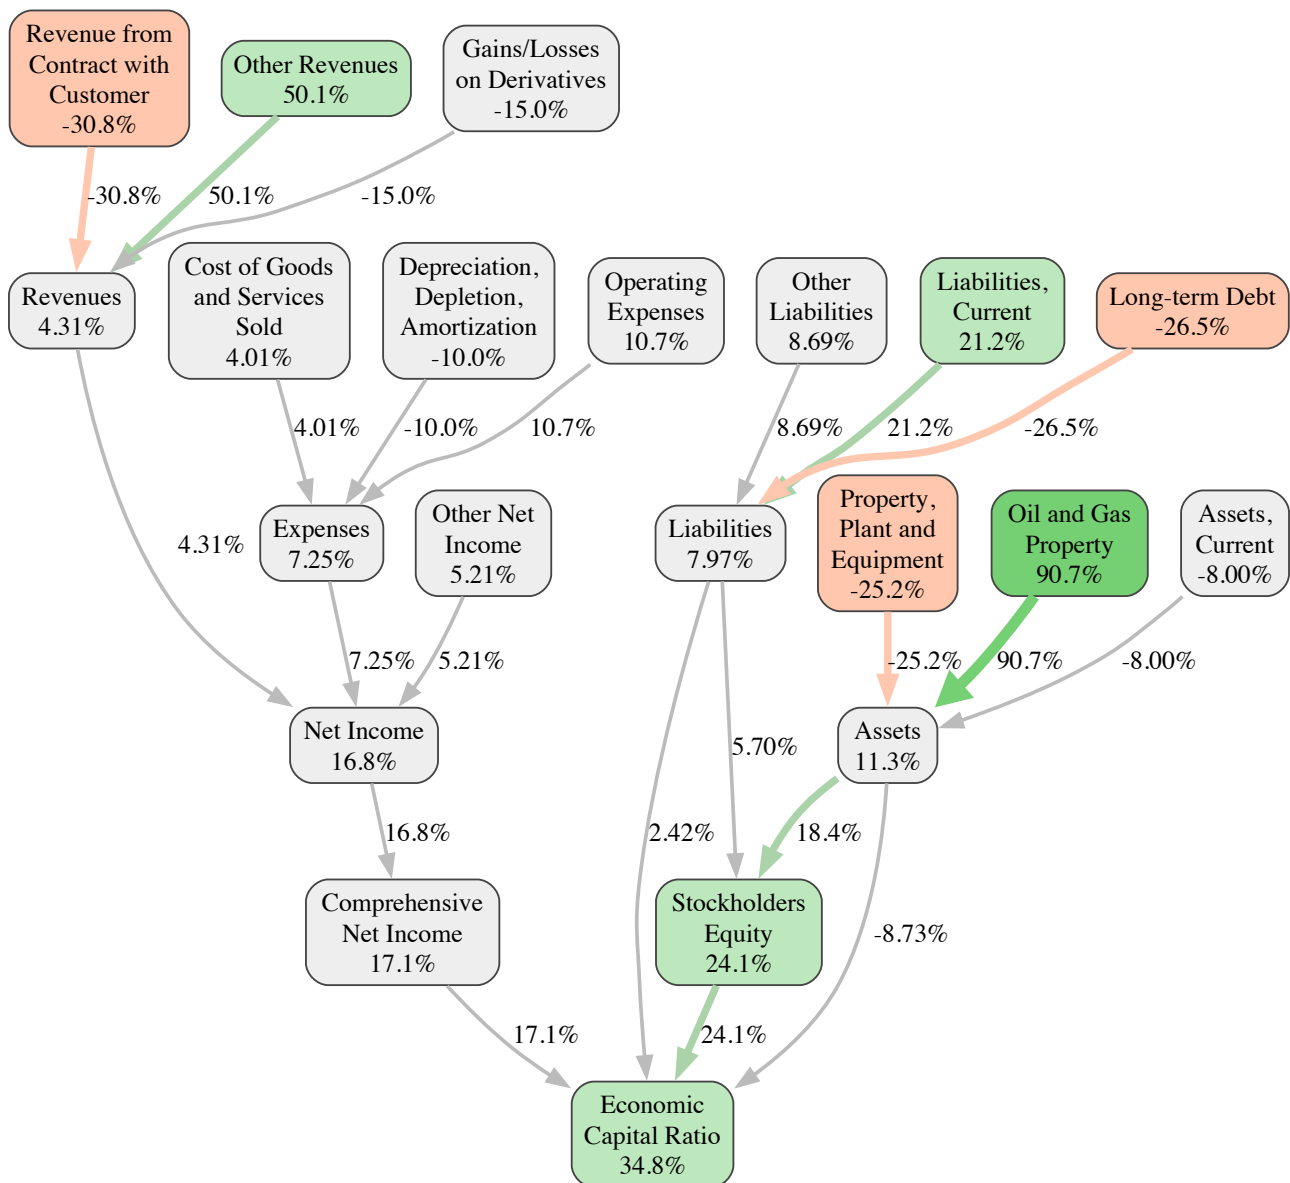 Revenue from
Contract with
Customer
-30.8%
Other Revenues
50.1%
Gains/Losses
on Derivatives
-15.0%
-30.8%
50.1%
-15.0%
Revenues
4.31%
Cost of Goods
and Services
Sold
4.01%
Depreciation,
Depletion,
Amortization
-10.0%
Operating
Expenses
10.7%
Other
Liabilities
8.69%
Liabilities,
Current
21.2%
Long-term Debt
-26.5%
4.01%
-10.0%
10.7%
8.69%
21.2%
-26.5%
4.31%
Expenses
7.25%
Other Net
Income
5.21%
Liabilities
7.97%
Property,
Plant and
Equipment
-25.2%
Oil and Gas
Property
90.7%
Assets,
Current
-8.00%
7.25%
5.21%
-25.2%
90.7%
-8.00%
Net Income
16.8%
5.70%
Assets
11.3%
16.8%
2.42%
18.4%
Comprehensive
Net Income
17.1%
Stockholders
Equity
24.1%
-8.73%
17.1%
24.1%
Economic
Capital Ratio
34.8%